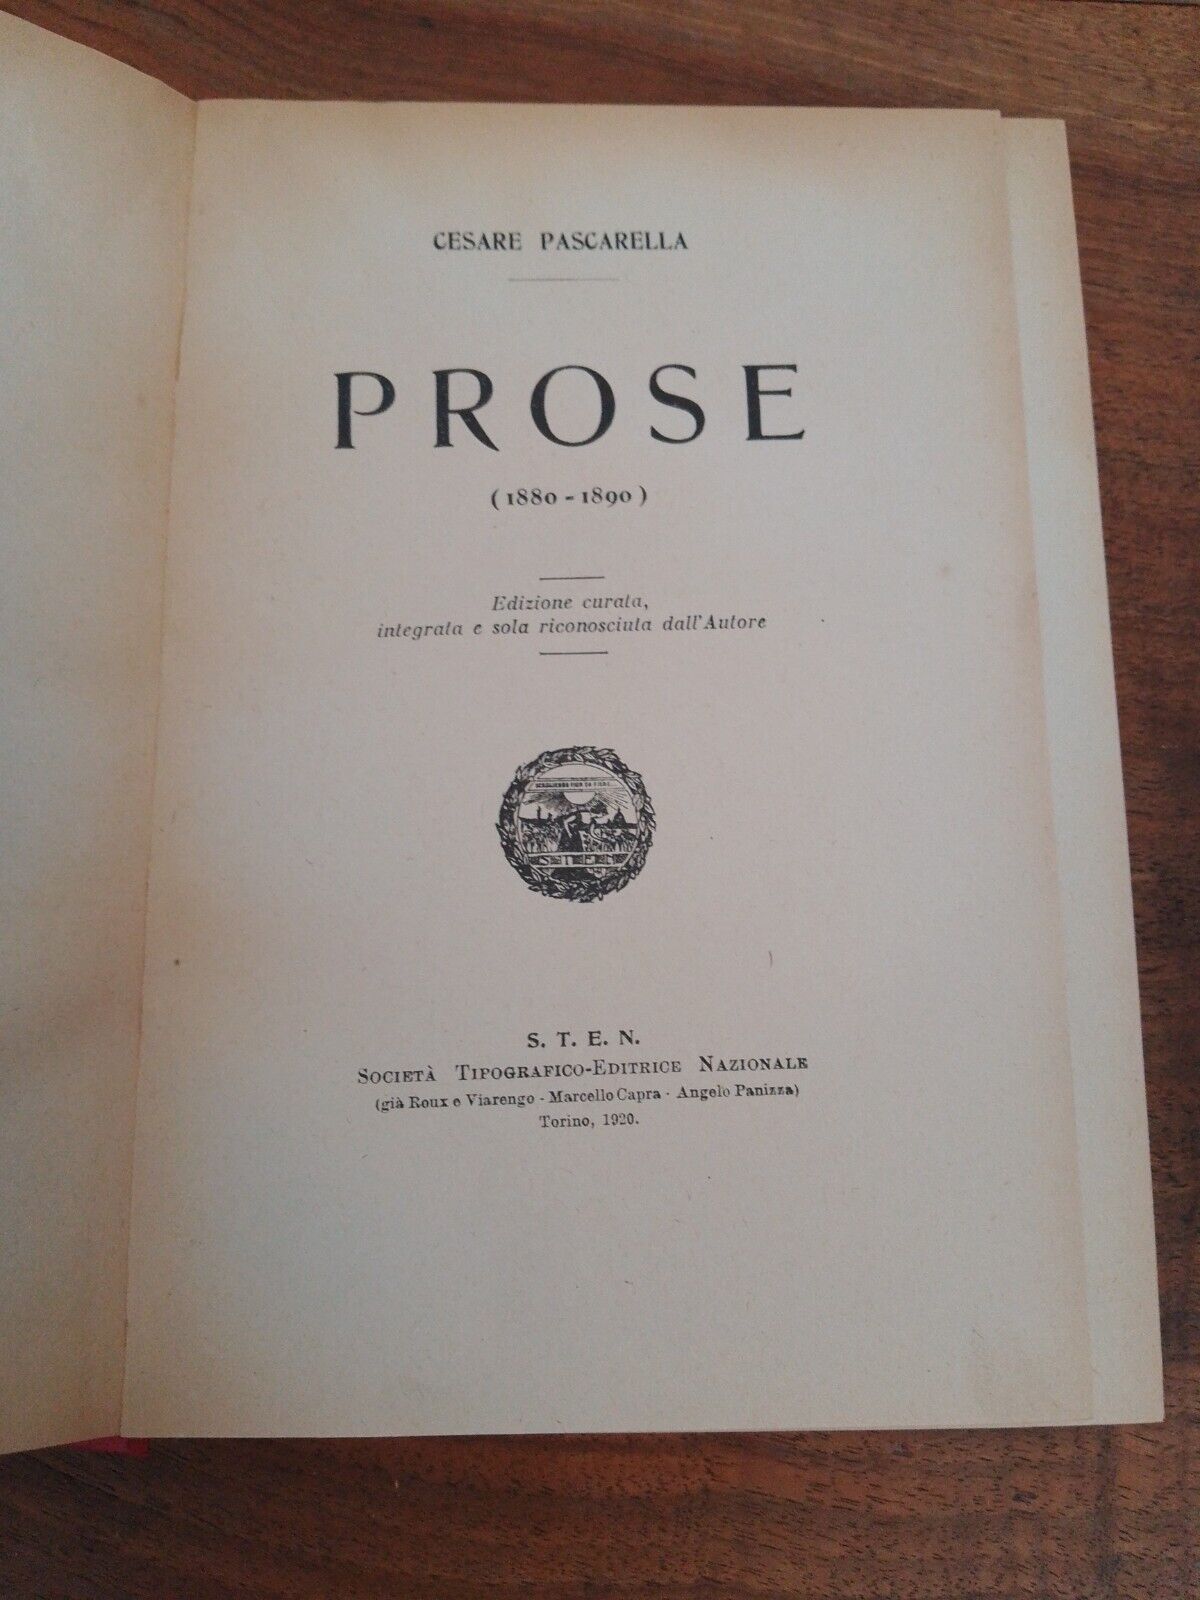 CESARE PASCARELLA
PROSE
(1880-1890)
Edizione curata,
integrata e sola riconosciuta dall'Autore
S T E N
S. T. E. N.
SOCIETÀ TIPOGRAFICO-EDITRICE NAZIONALE
(già Roux e Viarengo - Marcello Capra - Angelo Panizza)
Torino, 1920.